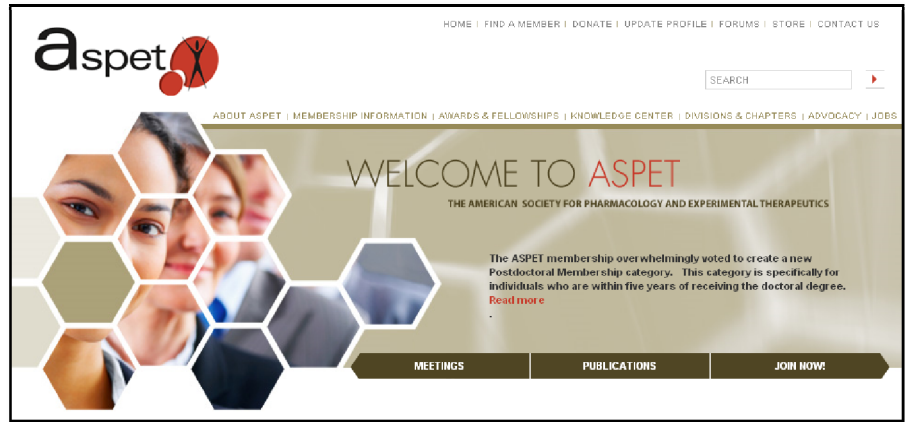 HOME | FIND A MEMBER | DONATE | UPDATE PROFILE | FORUMS | STORE | CONTACT US
aspet
SEARCH
ABOUT ASPET | MEMBERSHIP INFORMATION | AWARDS & FELLOWSHIPS | KNOWLEDGE CENTER | DIVISIONS & CHAPTERS | ADVOCACY | JOBS
WELCOME TO ASPET
THE AMERICAN SOCIETY FOR PHARMACOLOGY AND EXPERIMENTAL THERAPEUTICS
The ASPET membership overwhelmingly voted to create a new
Postdoctoral Membership category. This category is specifically for
individuals who are within five years of receiving the doctoral degree.
Read more
.
MEETINGS PUBLICATIONS JOIN NOW!